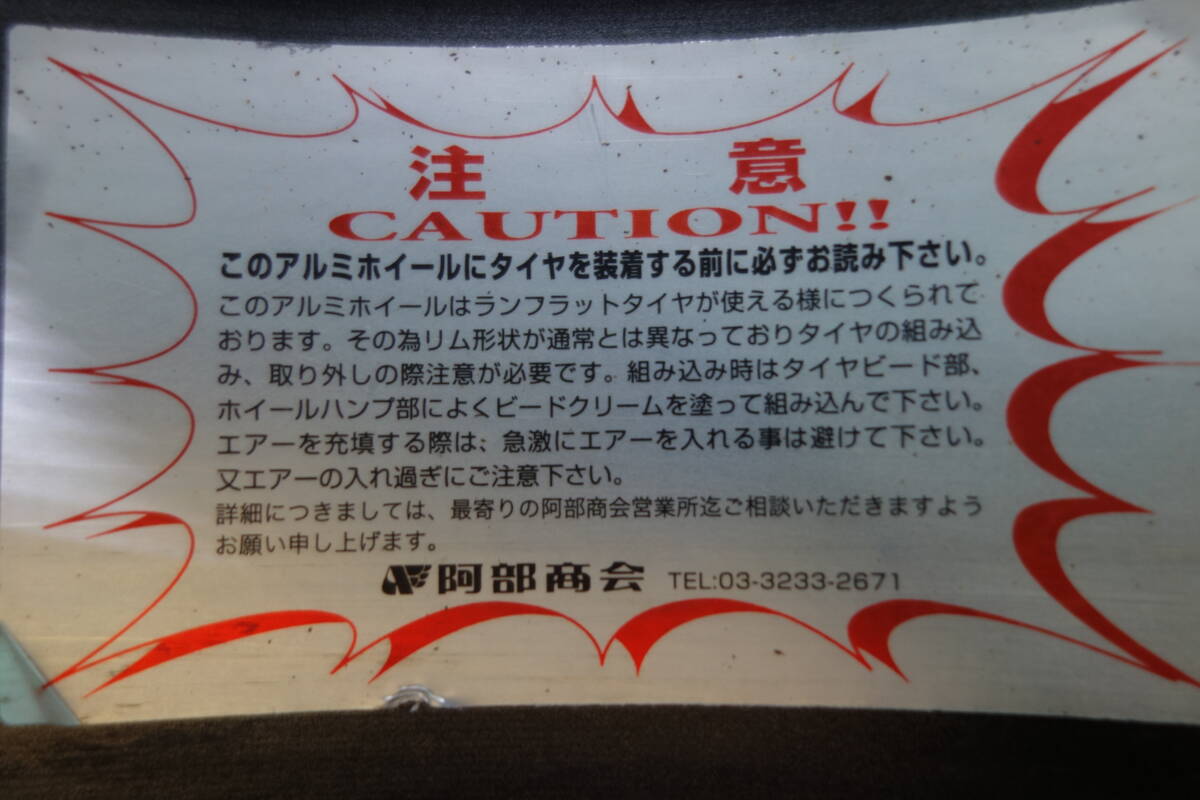 注 意
CAUTION!!
このアルミホイールにタイヤを装着する前に必ずお読み下さい。
このアルミホイールはランフラットタイヤが使える様につくられて
おります。その為リム形状が通常とは異なっておりタイヤの組み込
み、取り外しの際注意が必要です。組み込み時はタイヤビード部、
ホイールハンプ部によくビードクリームを塗って組み込んで下さい。
エアーを充填する際は、急激にエアーを入れる事は避けて下さい。
又エアーの入れ過ぎにご注意下さい。
詳細につきましては、最寄りの阿部商会営業所迄ご相談いただきますよう
お願い申し上げます。
阿部商会 TEL:03-3233-2671